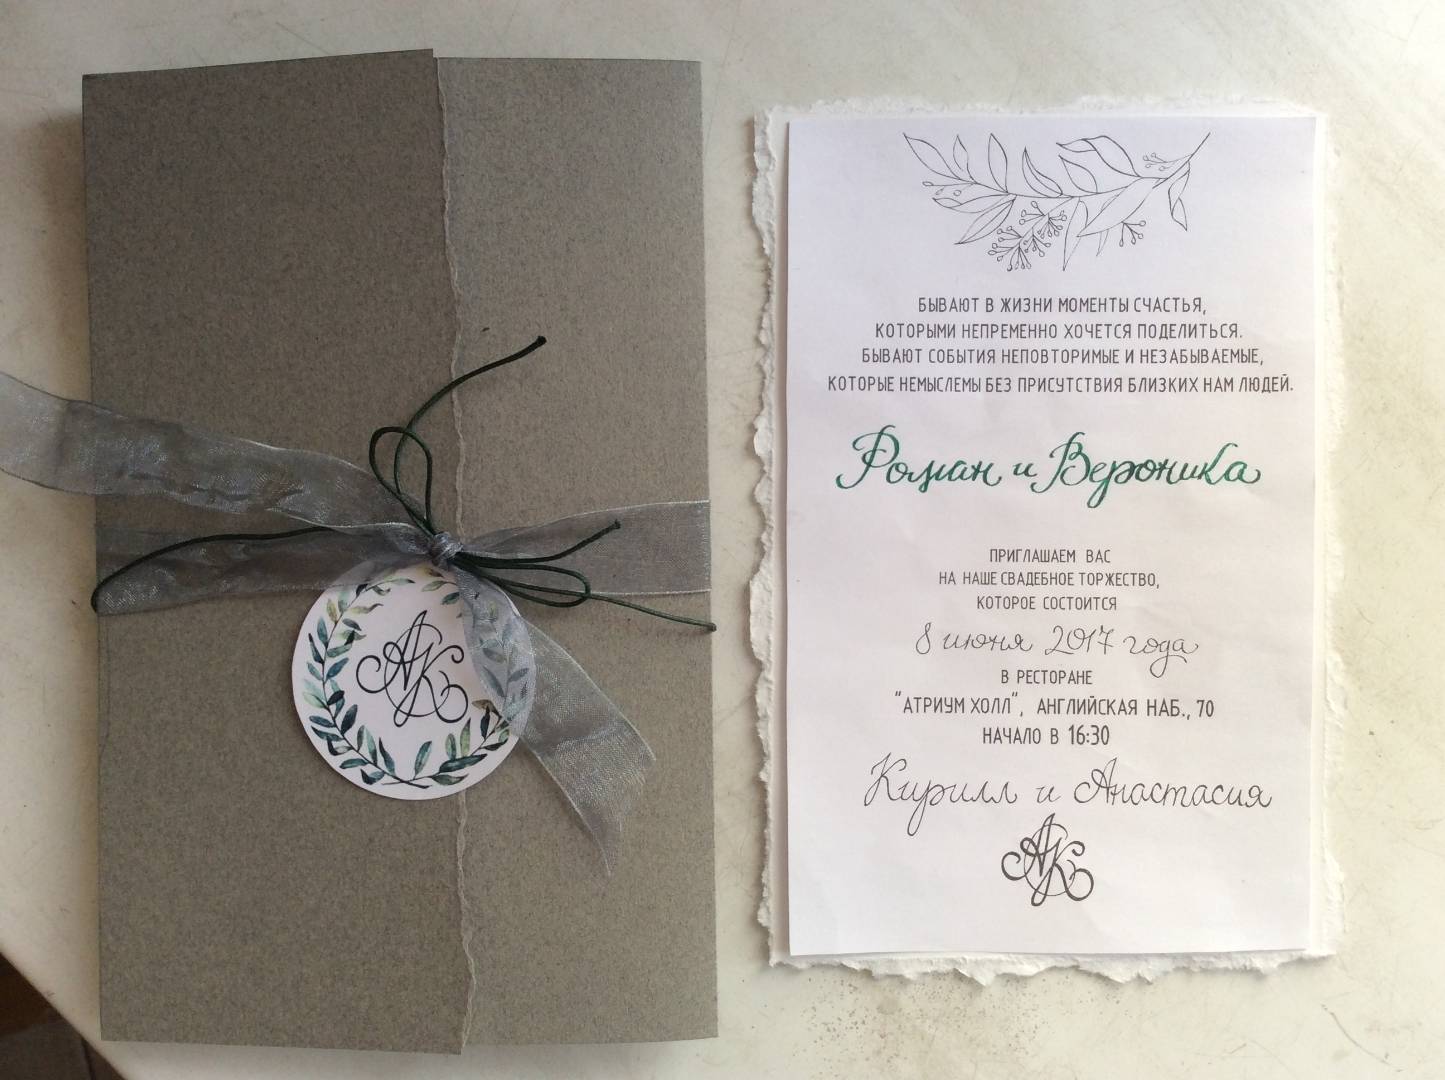 АК
БЫВАЮТ В ЖИЗНИ МОМЕНТЫ СЧАСТЬЯ,
КОТОРЫМИ НЕПРЕМЕННО ХОЧЕТСЯ ПОДЕЛИТЬСЯ.
БЫВАЮТ СОБЫТИЯ НЕПОВТОРИМЫЕ И НЕЗАБЫВАЕМЫЕ,
КОТОРЫЕ НЕМЫСЛЕМЫ БЕЗ ПРИСУТСТВИЯ БЛИЗКИХ НАМ ЛЮДЕЙ.
Роман и Вероника
ПРИГЛАШАЕМ ВАС
НА НАШЕ СВАДЕБНОЕ ТОРЖЕСТВО,
КОТОРОЕ СОСТОИТСЯ
8 июня 2017 года
В РЕСТОРАНЕ
"АТРИУМ ХОЛЛ", АНГЛИЙСКАЯ НАБ., 70
НАЧАЛО В 16:30
Кирилл и Анастасия
АК